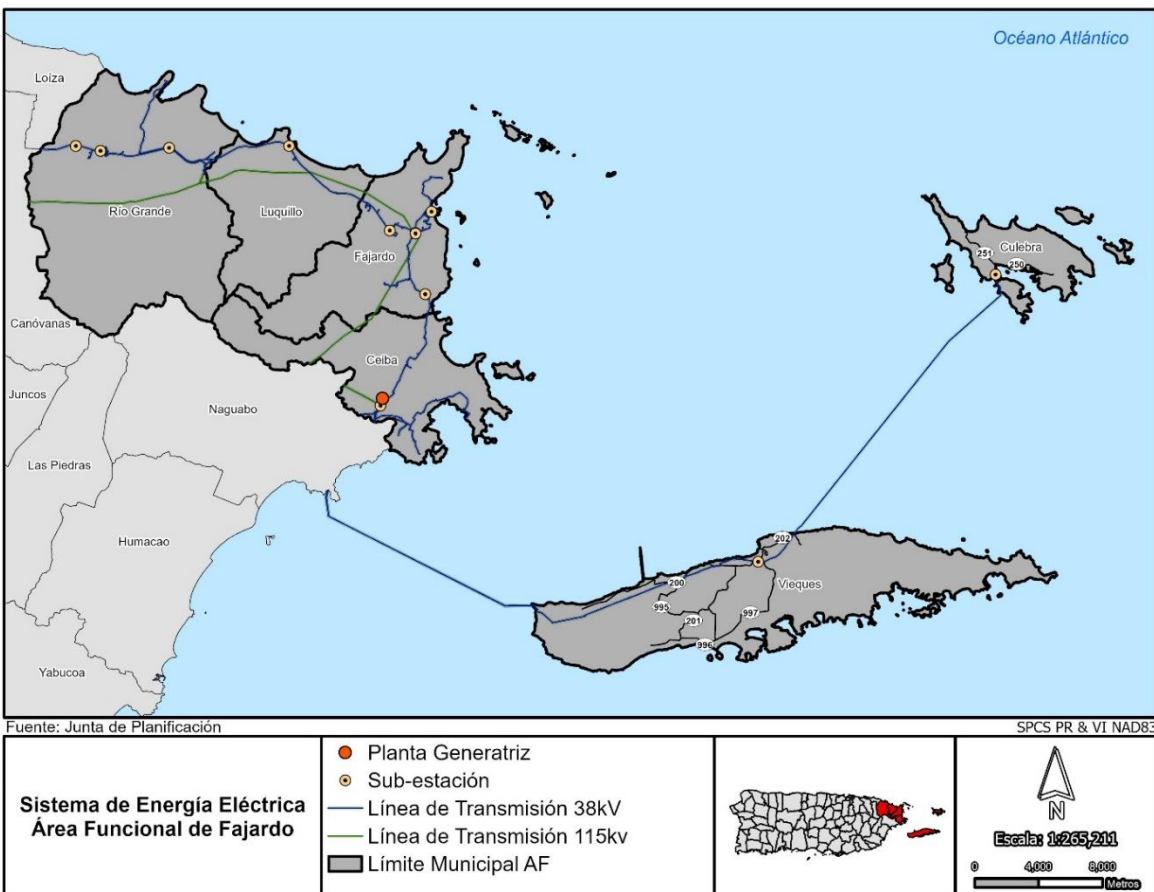 Océano Atlántico
Loíza
Río Grande
Luquillo
Fajardo
Culebra
251
250
Canóvanas
Ceiba
Juncos
Naguabo
Las Piedras
Humacao
202
200
Vieques
995
997
201
996
Yabucoa
Fuente: Junta de Planificación
SPCS PR & VI NAD83
Sistema de Energía Eléctrica
Área Funcional de Fajardo
Planta Generatriz
Sub-estación
Línea de Transmisión 38kV
Línea de Transmisión 115kv
Límite Municipal AF
N
Escala: 1:265,211
0 4,000 8,000
Metros